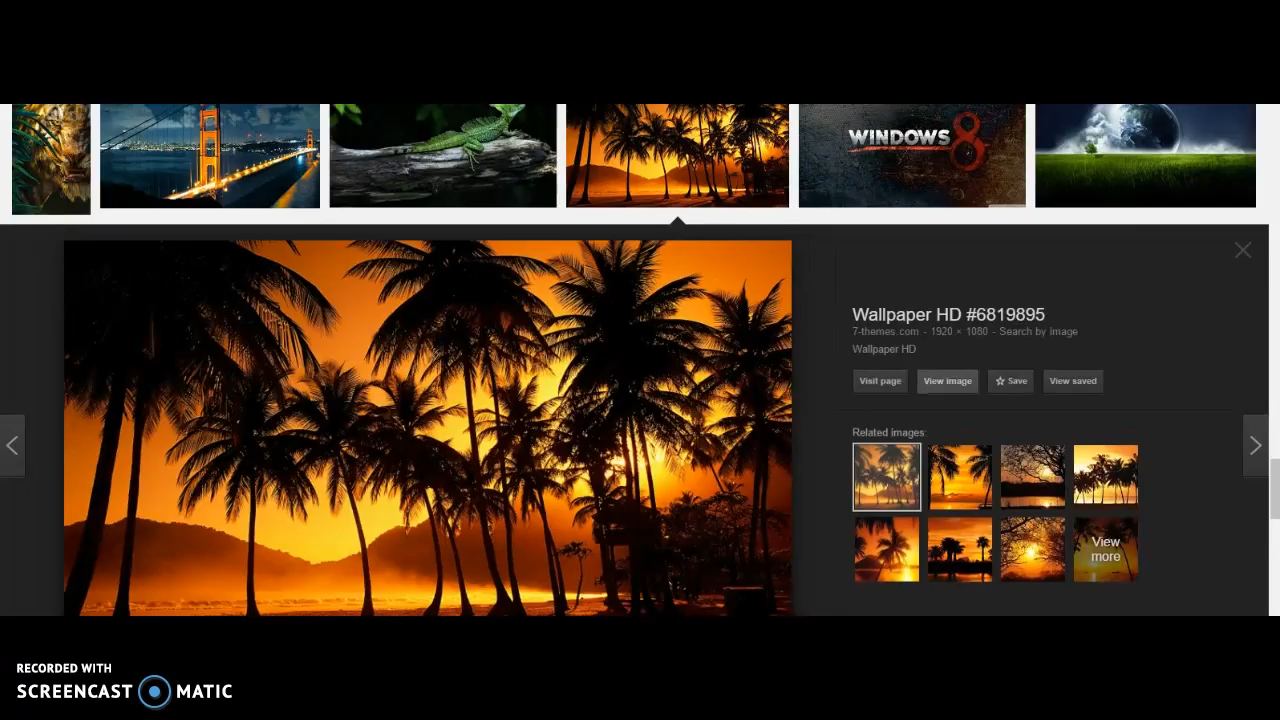 WINDOWS 8
Wallpaper HD #6819895
7-themes.com - 1920 × 1080 - Search by image
Wallpaper HD
Visit page
View image
Save
View saved
Related images:
View
more
RECORDED WITH
SCREENCAST MATIC